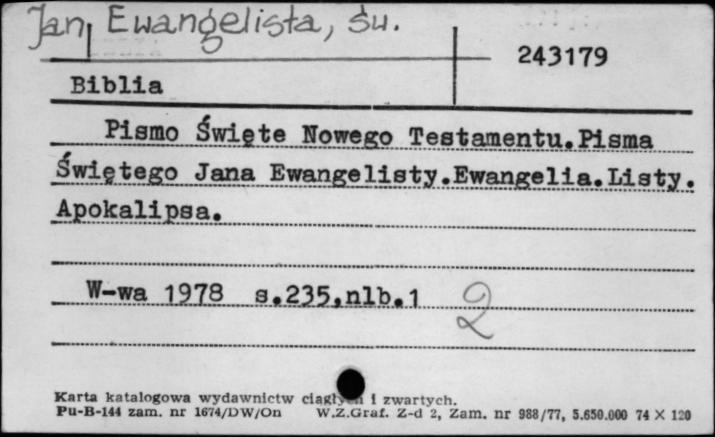 Jan, Ewangelista, św.
243179
Biblia
Pismo Święte Nowego Testamentu.Pisma
Świętego Jana Ewangelisty.Ewangelia.Listy.
Apokalipsa.
W-wa 1978 s.235,nlb.1
2
Karta katalogowa wydawnictw ciągłych i zwartych.
Pu-B-144 zam. nr 1674/DW/On W.Z.Graf. Z-d 2, Zam. nr 988/77, 5.650.000 74 X 120